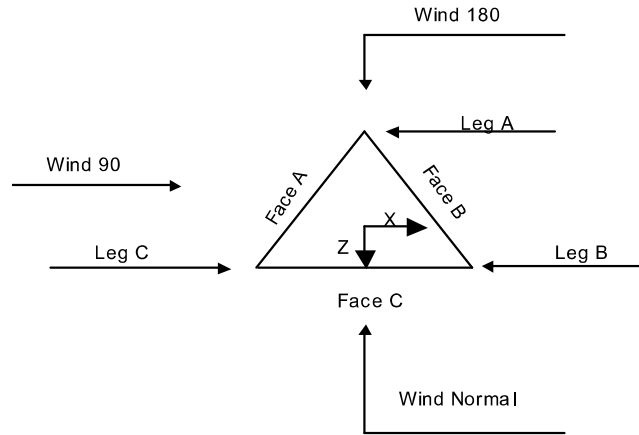 Wind 180
Leg A
Wind 90
Face A
Face B
X
Z
Leg C
Leg B
Face C
Wind Normal